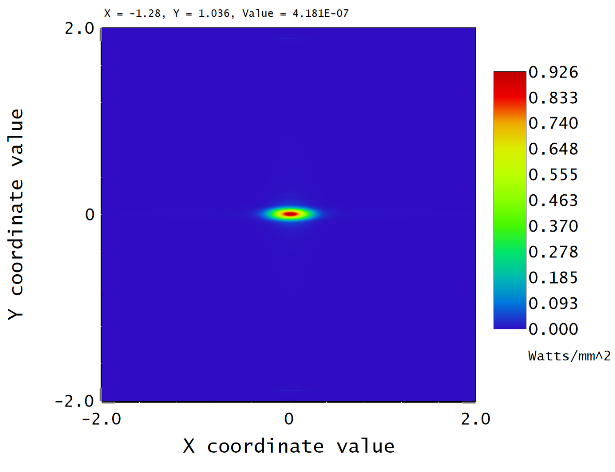 X = -1.28, Y = 1.036, Value = 4.181E-07
2.0
0
-2.0
Y coordinate value
-2.0 0 2.0
X coordinate value
0.926
0.833
0.740
0.648
0.555
0.463
0.370
0.278
0.185
0.093
0.000
Watts/mm^2